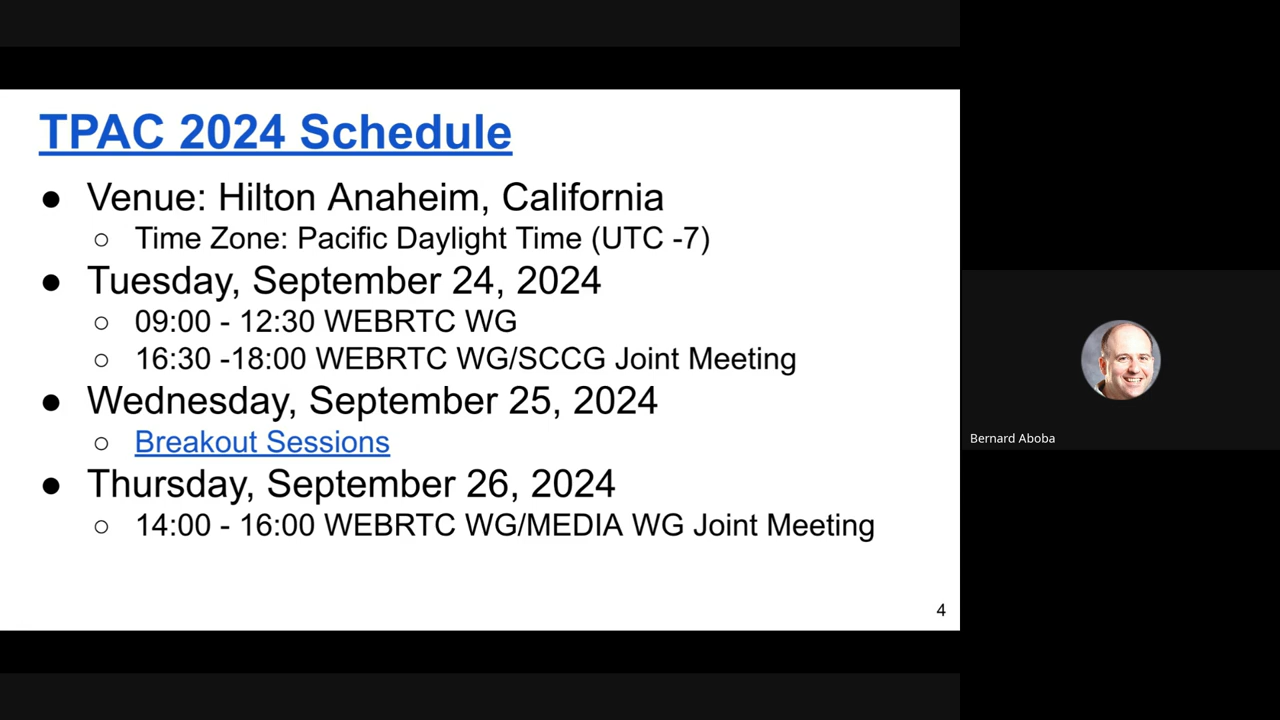 TPAC 2024 Schedule
● Venue: Hilton Anaheim, California
○ Time Zone: Pacific Daylight Time (UTC -7)
● Tuesday, September 24, 2024
○ 09:00 - 12:30 WEBRTC WG
○ 16:30 -18:00 WEBRTC WG/SCCG Joint Meeting
● Wednesday, September 25, 2024
○ Breakout Sessions
● Thursday, September 26, 2024
○ 14:00 - 16:00 WEBRTC WG/MEDIA WG Joint Meeting
4
Bernard Aboba